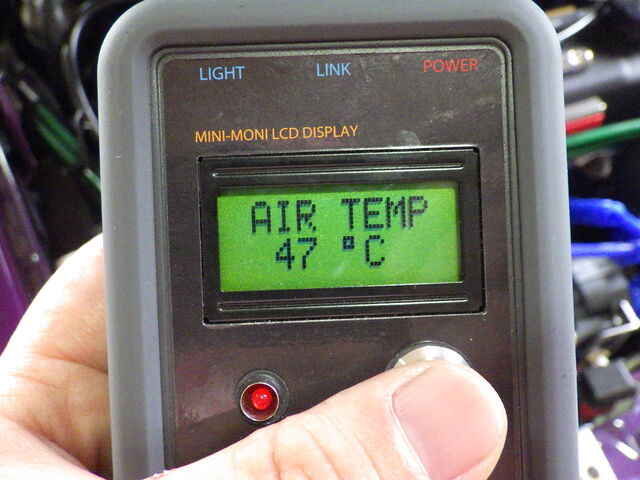 LIGHT LINK POWER
MINI-MONI LCD DISPLAY
AIR TEMP
47 °C